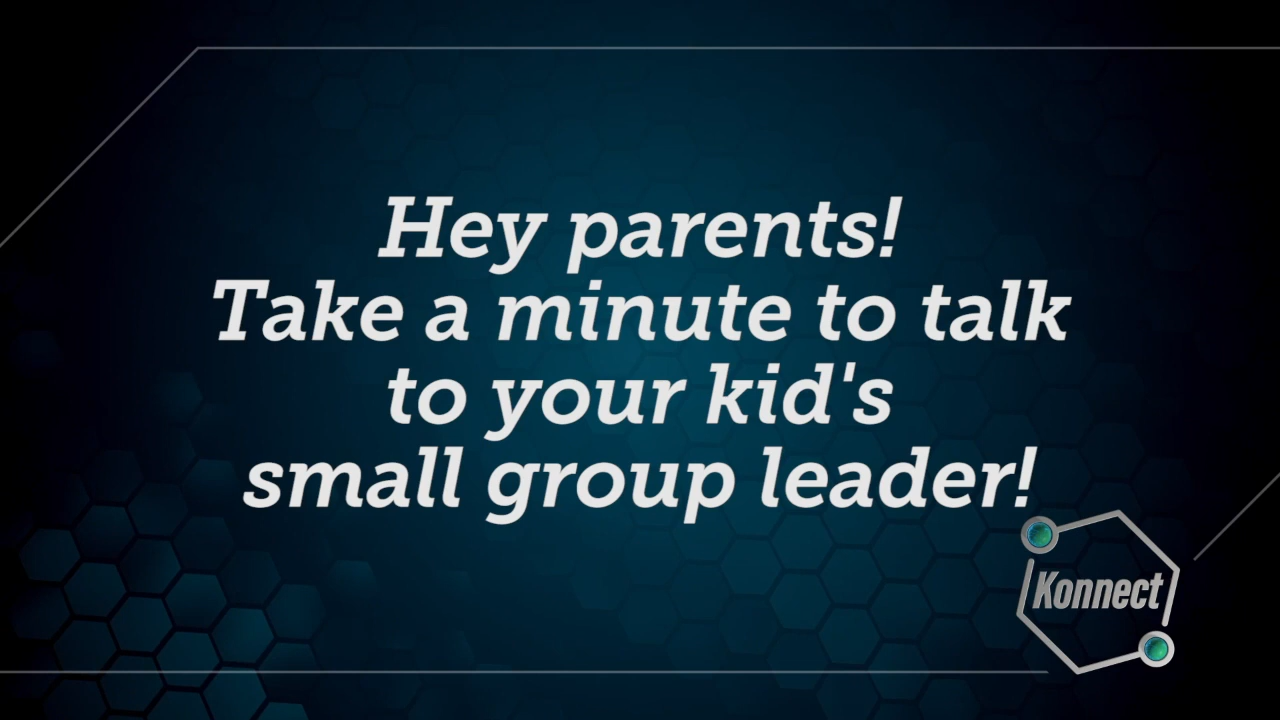 Hey parents!
Take a minute to talk
to your kid's
small group leader!
Konnect